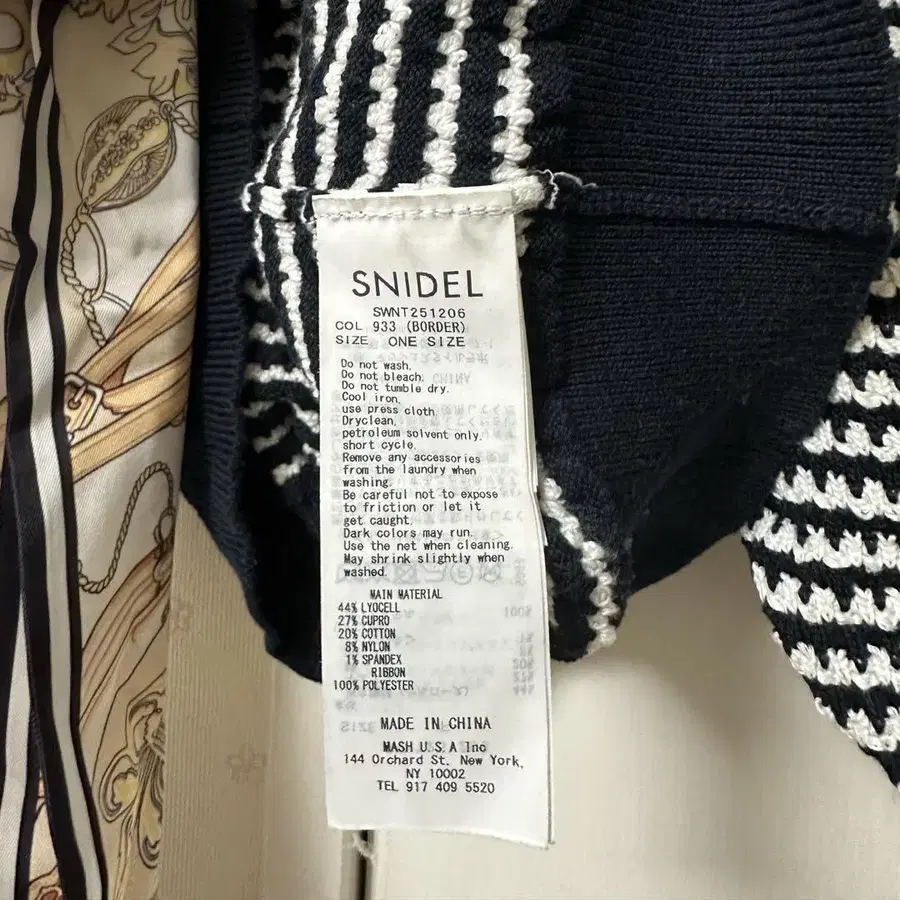 SNIDEL
SWNT251206
COL 933 (BORDER)
SIZE ONE SIZE
Do not wash.
Do not bleach.
Do not tumble dry.
Cool iron.
use press cloth.
Dryclean,
petroleum solvent only.
short cycle.
Remove any accessories
from the laundry when
washing.
Be careful not to expose
to friction or let it
get caught.
Dark colors may run.
Use the net when cleaning.
May shrink slightly when
washed.
MAIN MATERIAL
44% LYOCELL
27% CUPRO
20% COTTON
8% NYLON
1% SPANDEX
RIBBON
100% POLYESTER
MADE IN CHINA
MASH U.S.A Inc
144 Orchard St. New York,
NY 10002
TEL 917 409 5520